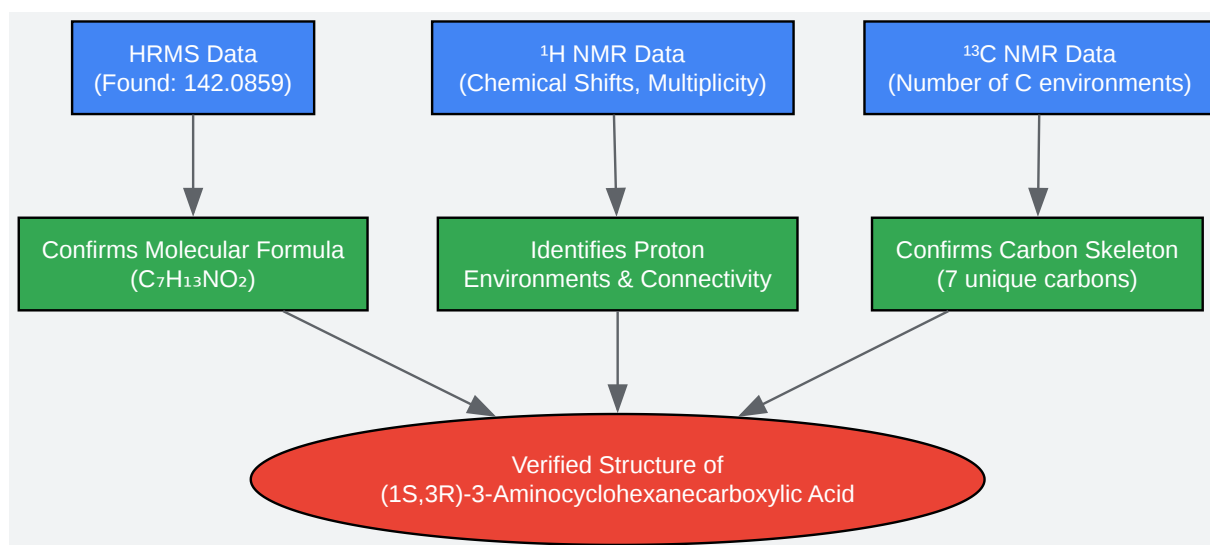 HRMS Data
(Found: 142.0859)
¹H NMR Data
(Chemical Shifts, Multiplicity)
¹³C NMR Data
(Number of C environments)
Confirms Molecular Formula
(C₇H₁₃NO₂)
Identifies Proton
Environments & Connectivity
Confirms Carbon Skeleton
(7 unique carbons)
Verified Structure of
(1S,3R)-3-Aminocyclohexanecarboxylic Acid